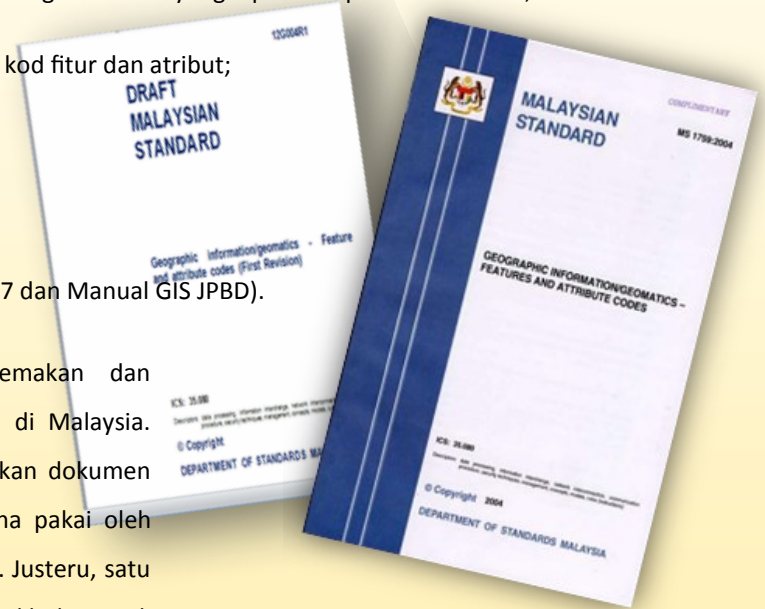 kod fitur dan atribut;
7 dan Manual GIS JPBD).
emakan dan
di Malaysia.
kan dokumen
na pakai oleh
. Justeru, satu
12G004R1
DRAFT
MALAYSIAN
STANDARD
Geographic information/geomatics - Feature
and attribute codes (First Revision)
ICS: 35.080
© Copyright
DEPARTMENT OF STANDARDS MA
COMPLIMENTARY
MALAYSIAN
STANDARD
MS 1759:2004
GEOGRAPHIC INFORMATION/GEOMATICS –
FEATURES AND ATTRIBUTE CODES
ICS: 35.080
© Copyright 2004
DEPARTMENT OF STANDARDS MALAYSIA